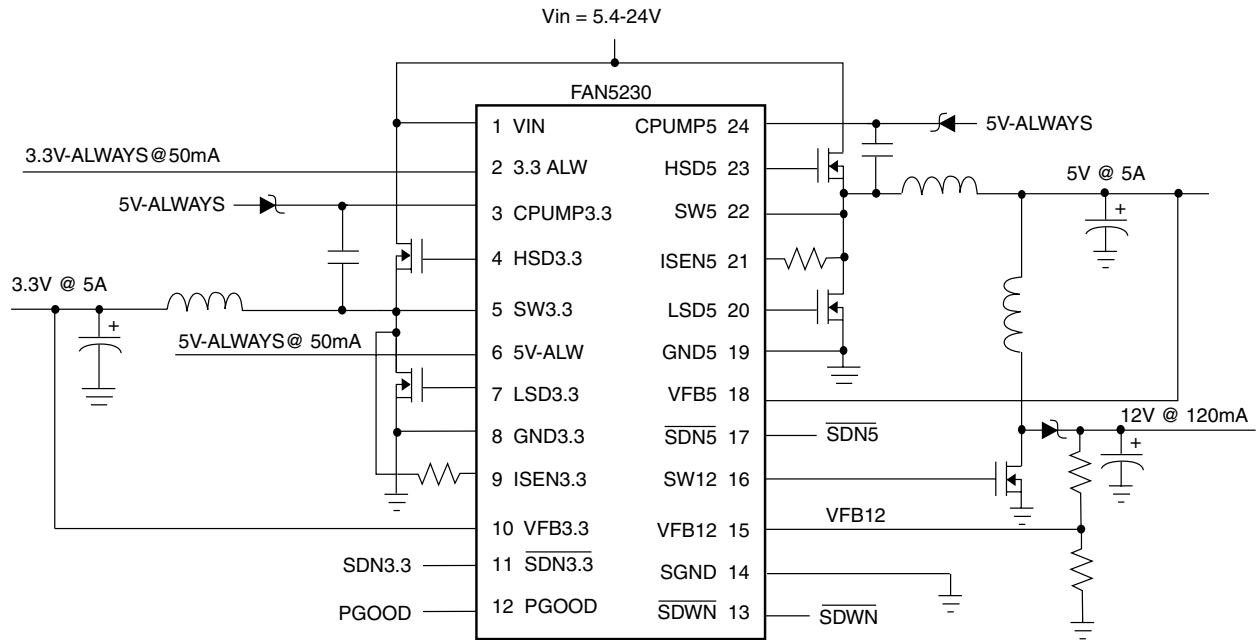 Vin = 5.4-24V
FAN5230
1 VIN
CPUMP5 24
5V-ALWAYS
3.3V-ALWAYS@50mA
2 3.3 ALW
HSD5 23
5V @ 5A
5V-ALWAYS
3 CPUMP3.3
SW5 22
+
4 HSD3.3
ISEN5 21
3.3V @ 5A
5 SW3.3
LSD5 20
+
5V-ALWAYS@ 50mA
6 5V-ALW
GND5 19
7 LSD3.3
VFB5 18
12V @ 120mA
8 GND3.3
SDN5 17
SDN5
+
9 ISEN3.3
SW12 16
10 VFB3.3
VFB12 15
VFB12
SDN3.3
11 SDN3.3
SGND 14
PGOOD
12 PGOOD
SDWN 13
SDWN